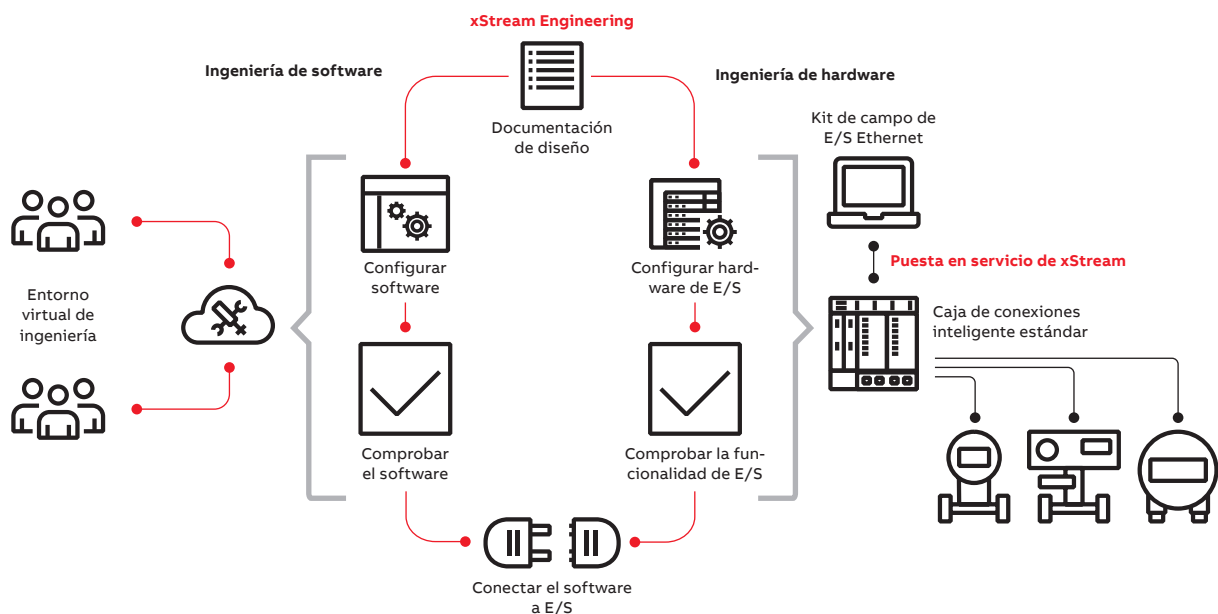 xStream Engineering
Ingeniería de software
Ingeniería de hardware
Documentación
de diseño
Kit de campo de
E/S Ethernet
Entorno
virtual de
ingeniería
Configurar
software
Configurar hard-
ware de E/S
Puesta en servicio de xStream
Caja de conexiones
inteligente estándar
Comprobar
el software
Comprobar la fun-
cionalidad de E/S
Conectar el software
a E/S